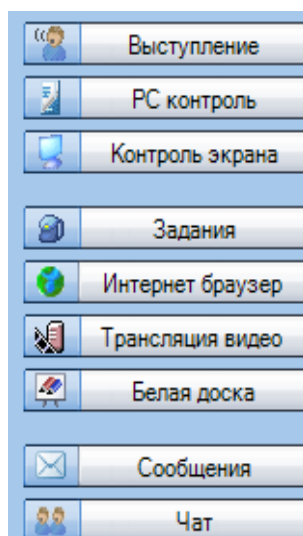 Выступление
PC контроль
Контроль экрана
Задания
Интернет браузер
Трансляция видео
Белая доска
Сообщения
Чат